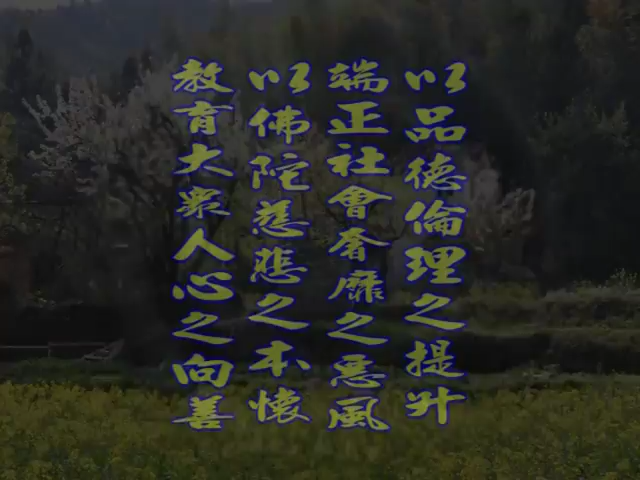 以品德倫理之提升
端正社會奢靡之惡風
以佛陀慈悲之本懷
教育大眾人心之向善